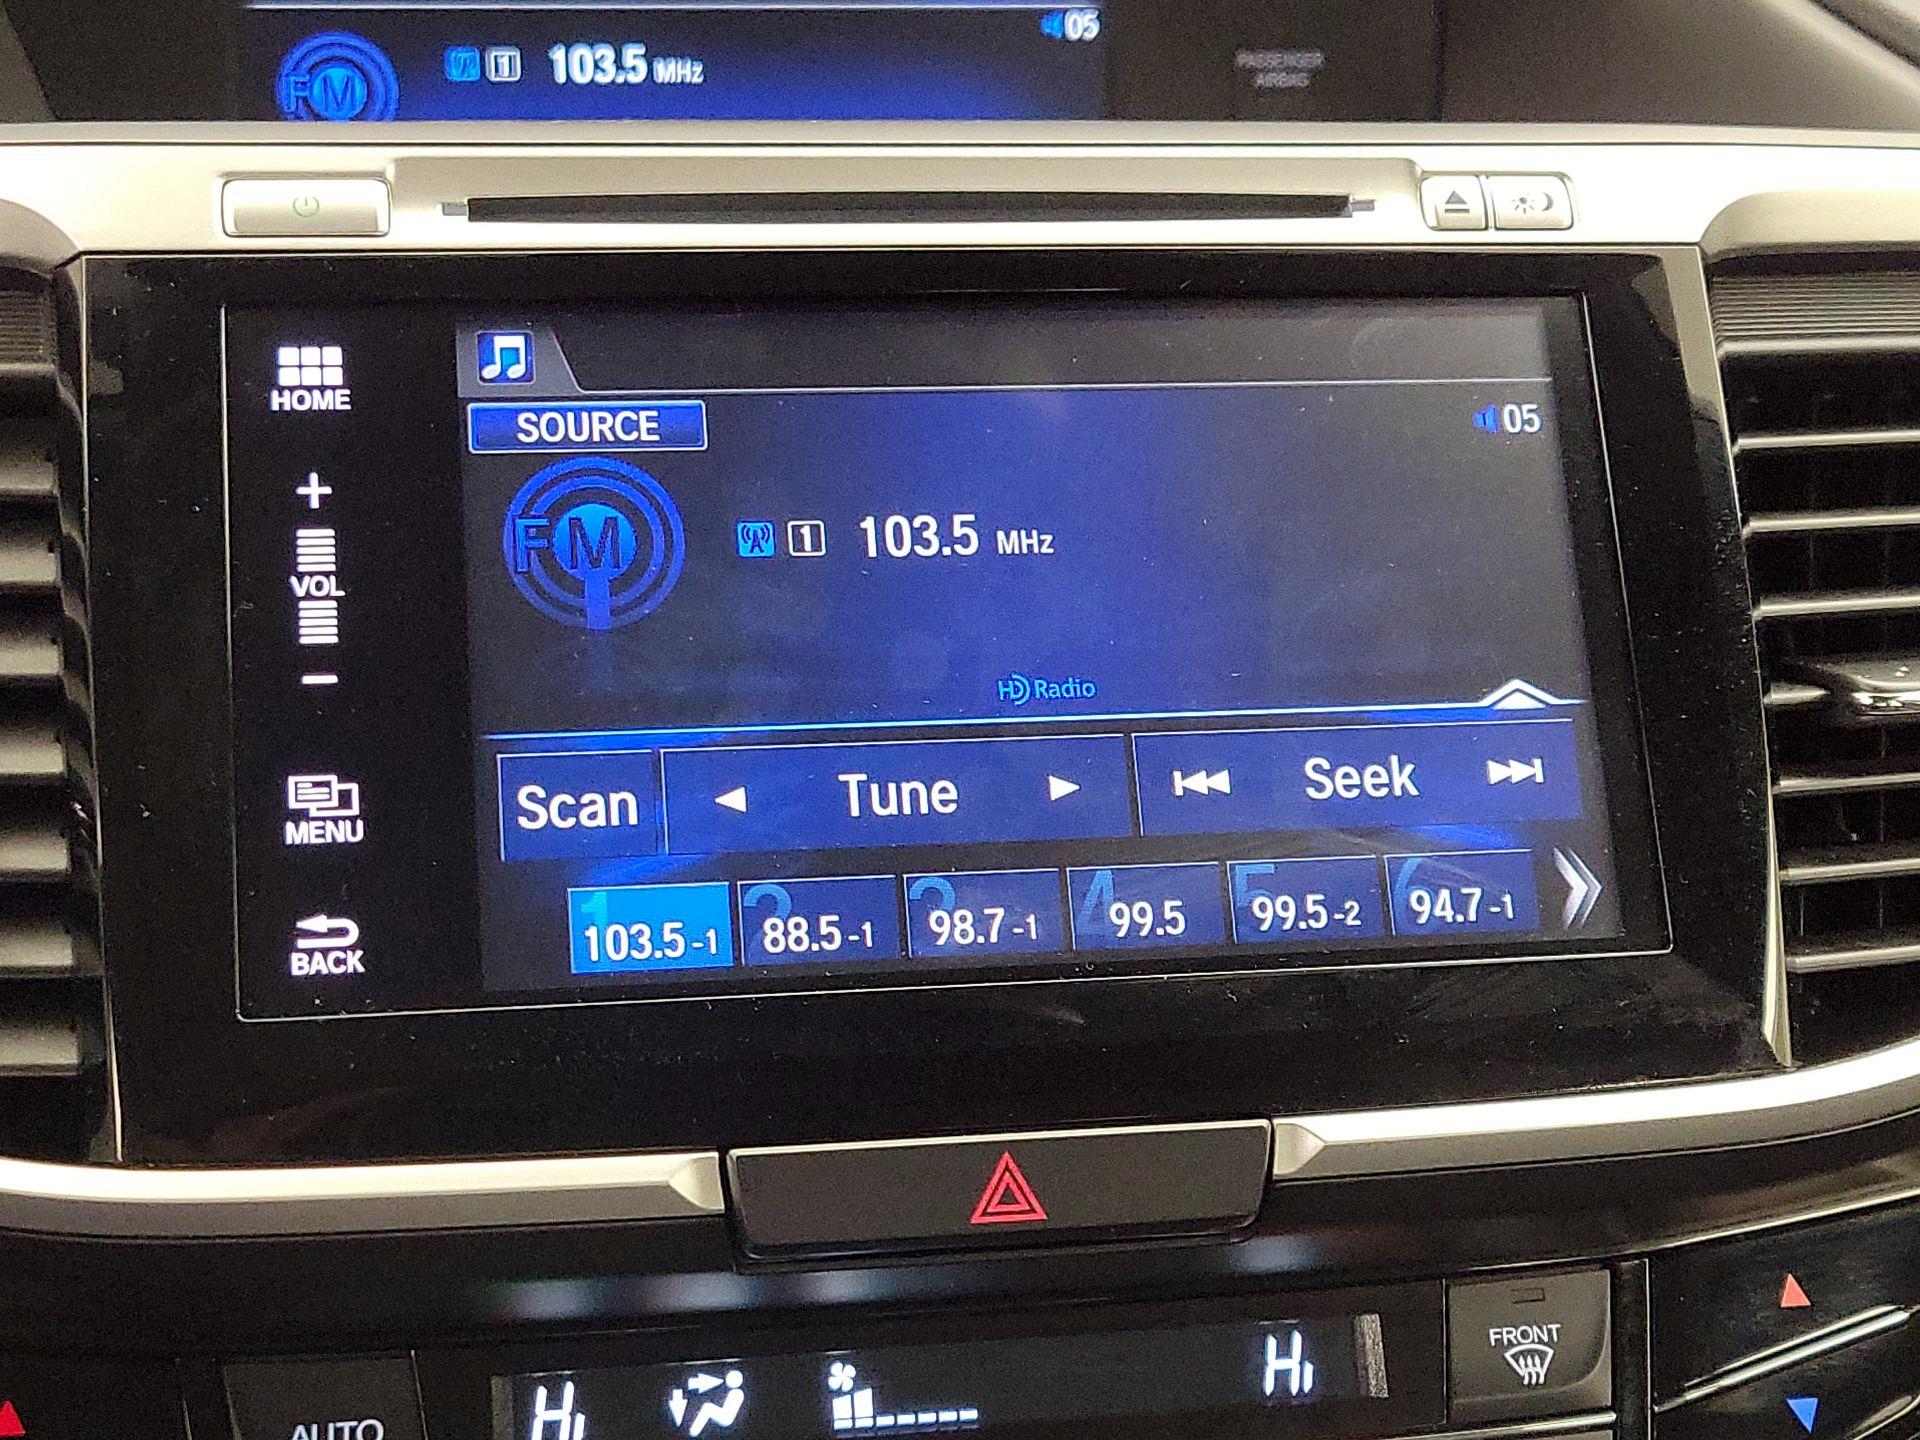 05
FM 1 103.5 MHz
PASSENGER
AIRBAG
HOME
SOURCE
05
+
FM 1 103.5 MHz
VOL
−
HD Radio
MENU
Scan Tune Seek
1 103.5-1
2 88.5-1
3 98.7-1
4 99.5
5 99.5-2
6 94.7-1
BACK
FRONT
AUTO
Hi
Hi